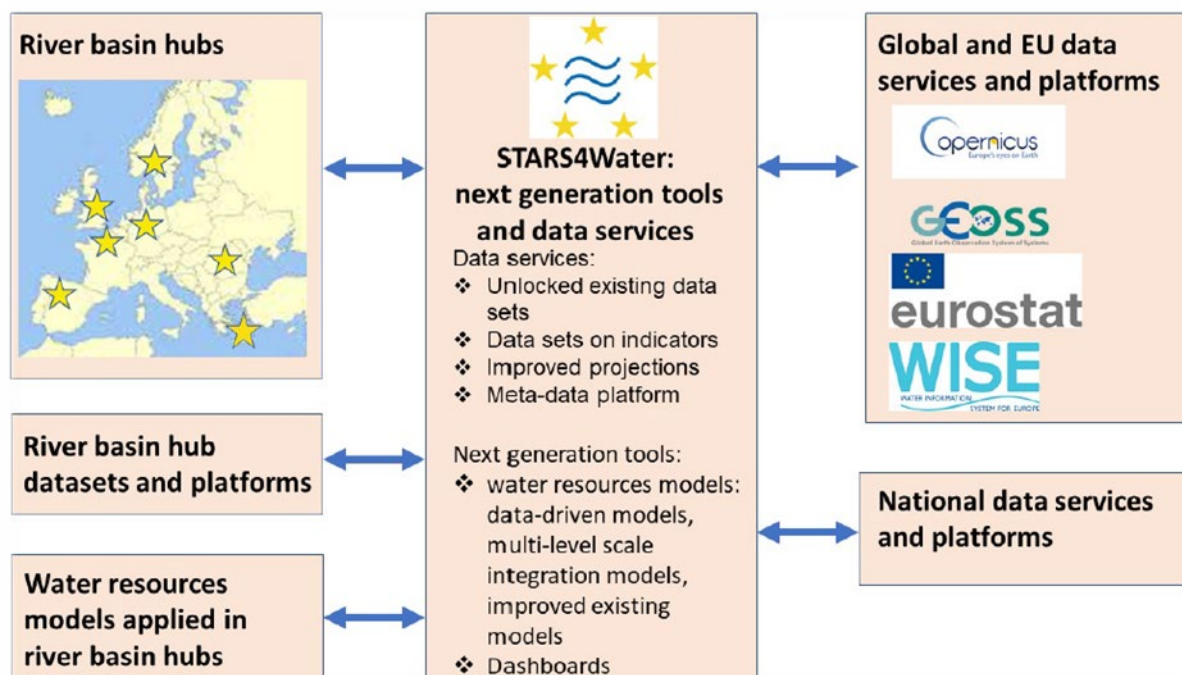 River basin hubs
River basin hub
datasets and platforms
Water resources
models applied in
river basin hubs
STARS4Water:
next generation tools
and data services
Data services:
❖ Unlocked existing data
sets
❖ Data sets on indicators
❖ Improved projections
❖ Meta-data platform
Next generation tools:
❖ water resources models:
data-driven models,
multi-level scale
integration models,
improved existing
models
❖ Dashboards
Global and EU data
services and platforms
Copernicus
Europe's eyes on Earth
GEOSS
Global Earth Observation System of Systems
eurostat
WISE
WATER INFORMATION
SYSTEM FOR EUROPE
National data services
and platforms